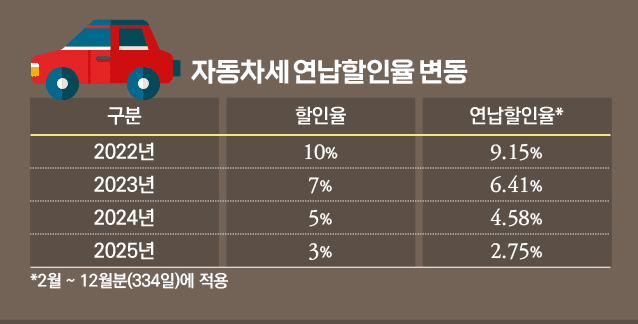 자동차세 연납할인율 변동
구분 할인율 연납할인율*
2022년 10% 9.15%
2023년 7% 6.41%
2024년 5% 4.58%
2025년 3% 2.75%
*2월 ~ 12월분(334일)에 적용